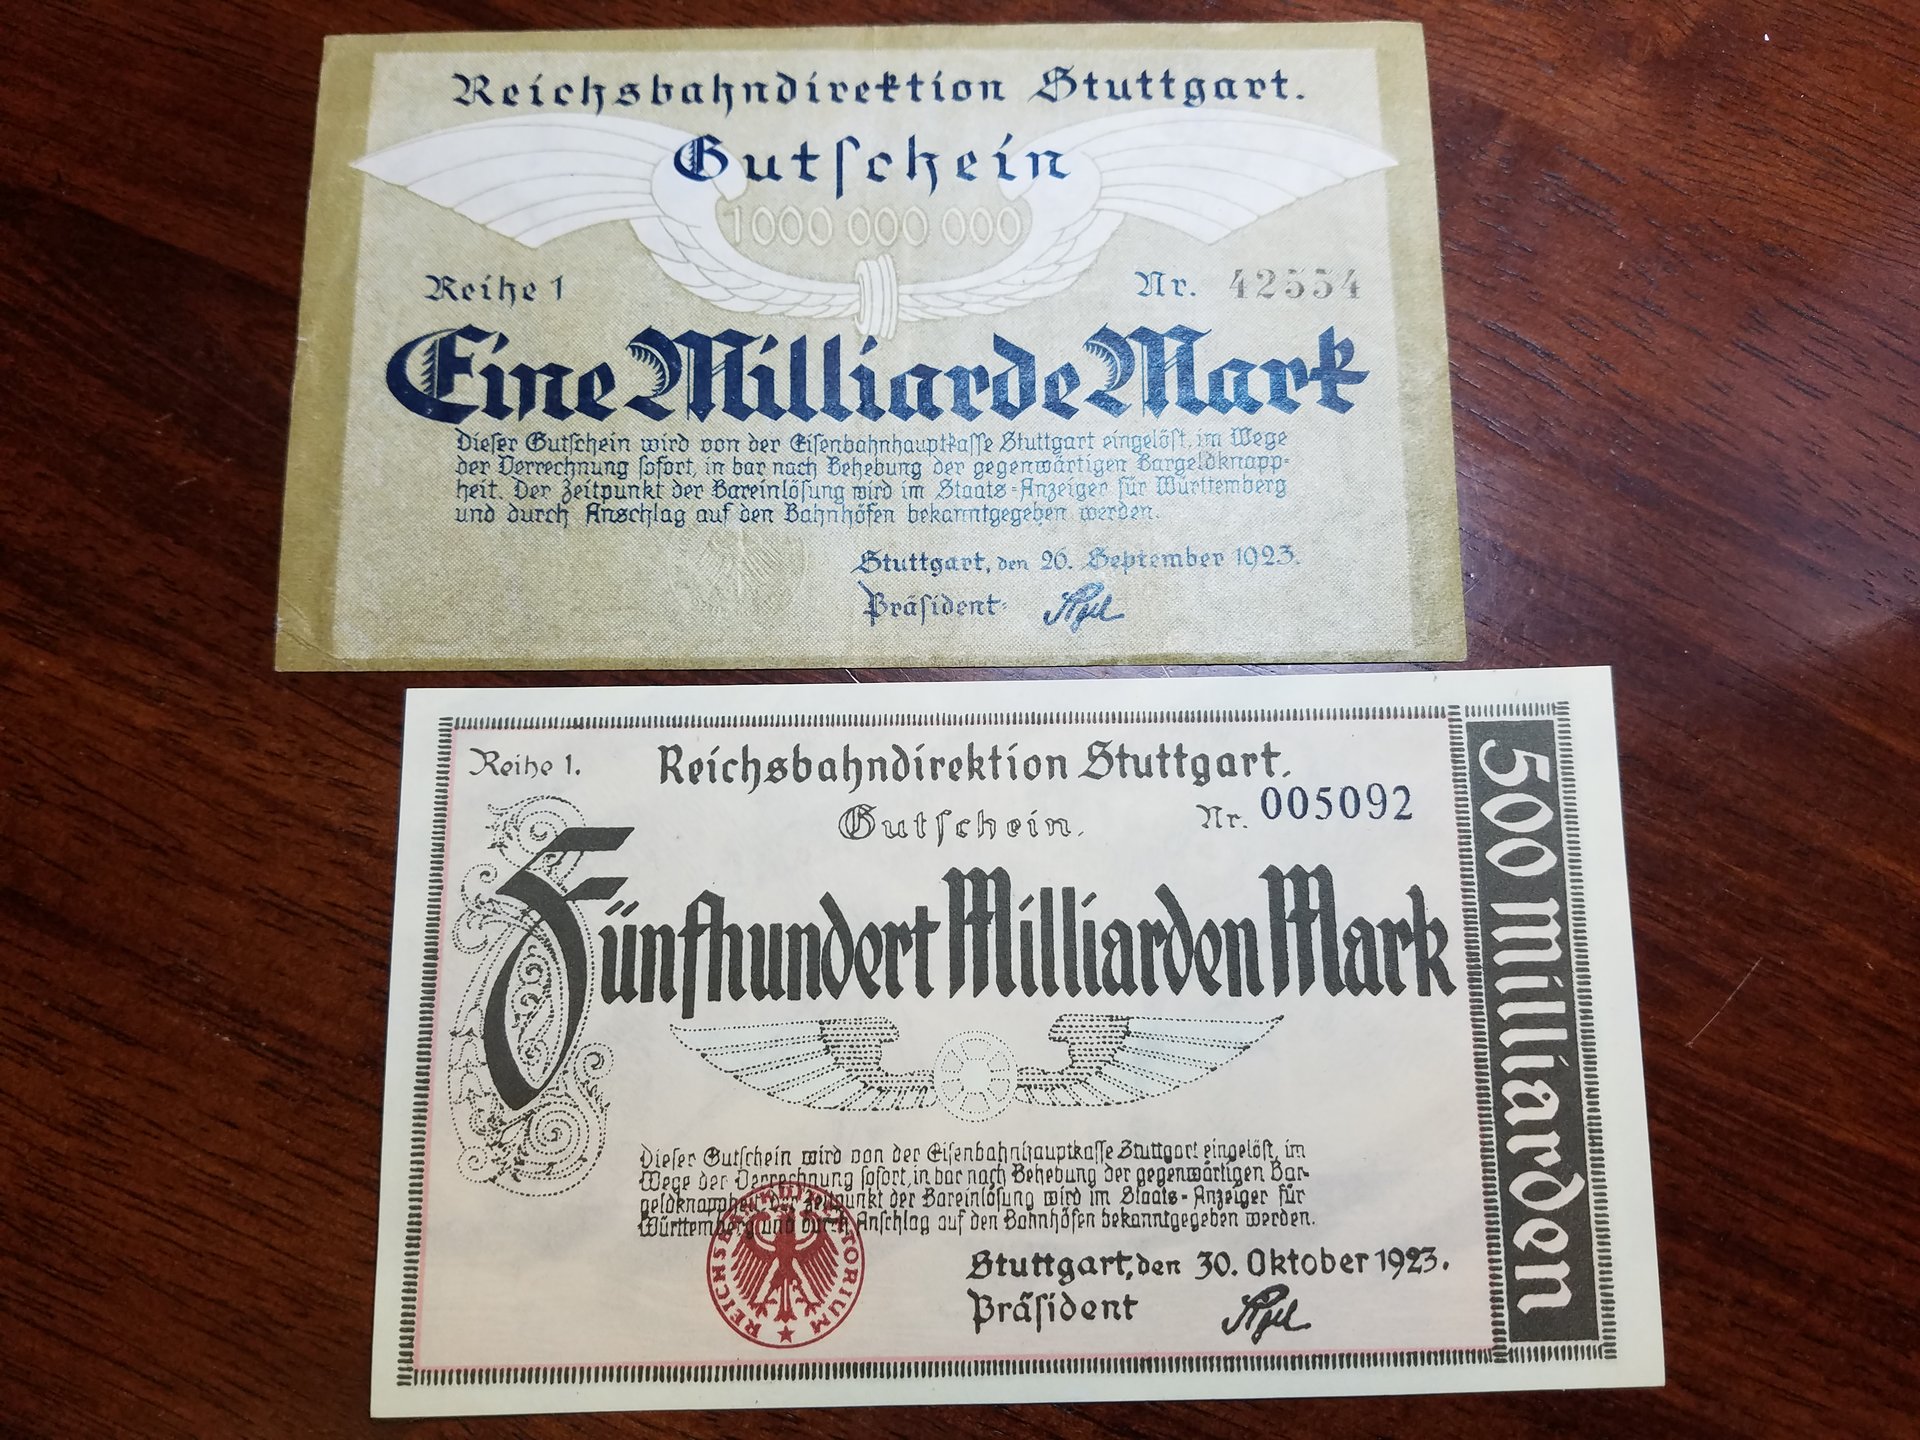 Reichsbahndirektion Stuttgart.
Gutschein
1000 000 000
Reihe 1 Nr. 42554
Eine Milliarde Mark
Dieser Gutschein wird von der Eisenbahnhauptkasse Stuttgart eingelöst, im Wege
der Verrechnung sofort, in bar nach Behebung der gegenwärtigen Bargeldknapp-
heit. Der Zeitpunkt der Bareinlösung wird im Staats-Anzeiger für Württemberg
und durch Anschlag auf den Bahnhöfen bekanntgegeben werden.
Stuttgart, den 26. September 1923.
Präsident
Reihe 1. Reichsbahndirektion Stuttgart.
Gutschein. Nr. 005092
Fünfhundert Milliarden Mark
Dieser Gutschein wird von der Eisenbahnhauptkasse Stuttgart eingelöst, im
Wege der Verrechnung sofort, in bar nach Behebung der gegenwärtigen Bar-
geldknappheit. Der Zeitpunkt der Bareinlösung wird im Staats-Anzeiger für
Württemberg und durch Anschlag auf den Bahnhöfen bekanntgegeben werden.
Stuttgart, den 30. Oktober 1923.
Präsident
500 Milliarden